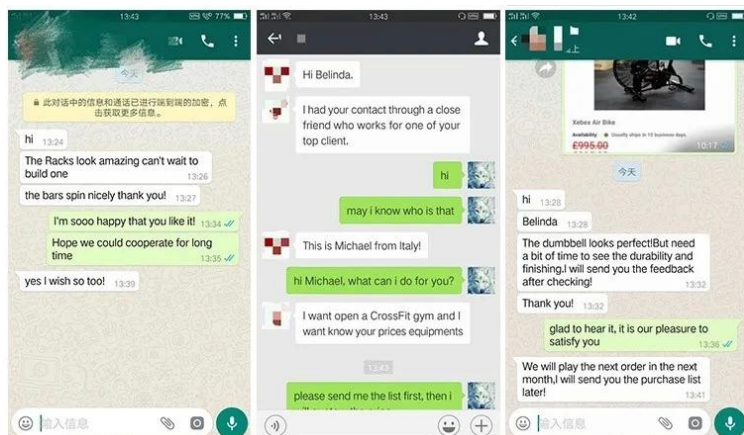 13:43
77%
今天
此对话中的信息和通话已进行端到端的加密，点
击获取更多信息。
hi 13:24
The Racks look amazing can't wait to
build one 13:26
the bars spin nicely thank you! 13:27
I'm sooo happy that you like it! 13:34
Hope we could cooperate for long
time 13:35
yes I wish so too! 13:39
输入信息
13:43
Hi Belinda.
I had your contact through a close
friend who works for one of your
top client.
hi
may i know who is that
This is Michael from Italy!
hi Michael, what can i do for you?
I want open a CrossFit gym and I
want know your prices equipments
13:43
please send me the list first, then i
13:42
上
Xebex Air Bike
Availability Usually ships in 10 business days.
£995.00 10:17
今天
hi 13:28
Belinda 13:28
The dumbbell looks perfect!But need
a bit of time to see the durability and
finishing.I will send you the feedback
after checking! 13:32
Thank you! 13:32
glad to hear it, it is our pleasure to
satisfy you 13:36
We will play the next order in the next
month,I will send you the purchase list
later! 13:41
输入信息